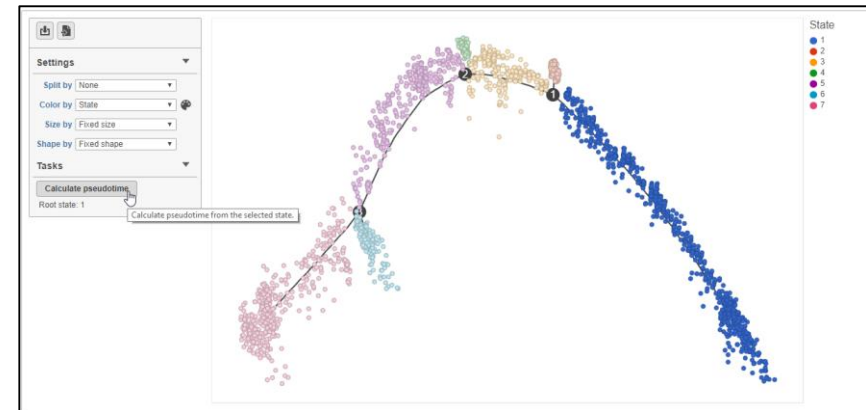 Settings
Split by None
Color by State
Size by Fixed size
Shape by Fixed shape
Tasks
Calculate pseudotime
Root state: 1
Calculate pseudotime from the selected state.
2
1
State
1
2
3
4
5
6
7